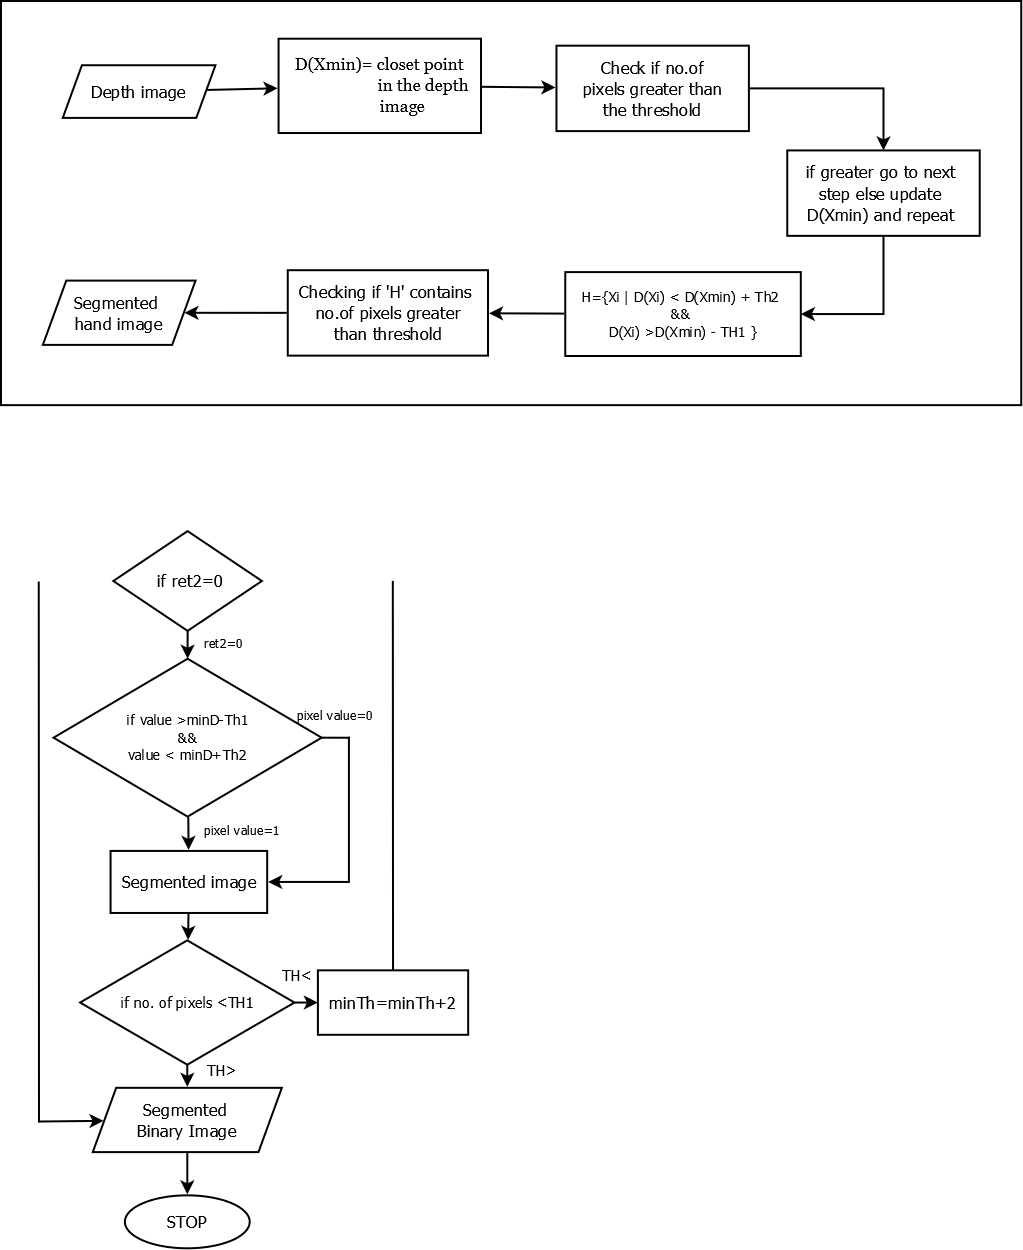 Depth image
D(Xmin)= closet point
in the depth
image
Check if no.of
pixels greater than
the threshold
if greater go to next
step else update
D(Xmin) and repeat
H={Xi | D(Xi) < D(Xmin) + Th2
&&
D(Xi) >D(Xmin) - TH1 }
Checking if 'H' contains
no.of pixels greater
than threshold
Segmented
hand image
if ret2=0
ret2=0
if value >minD-Th1
&&
value < minD+Th2
pixel value=0
pixel value=1
Segmented image
if no. of pixels <TH1
TH<
minTh=minTh+2
TH>
Segmented
Binary Image
STOP